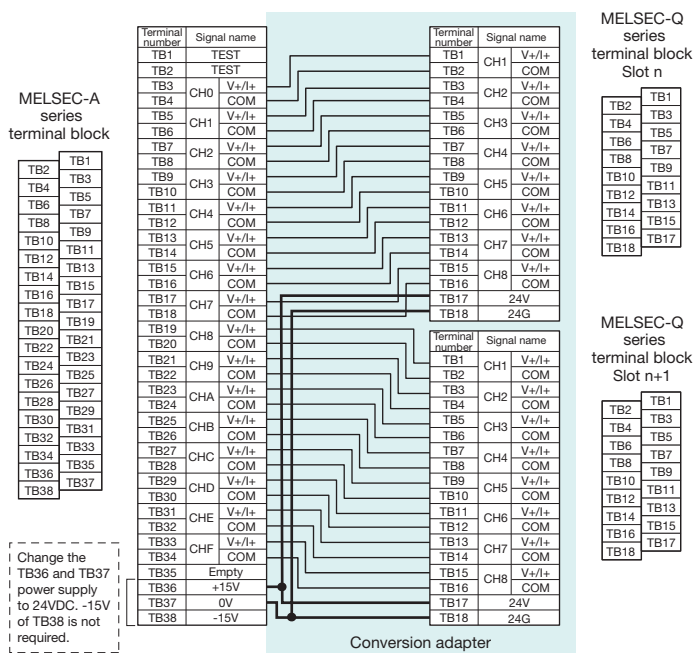 MELSEC-A
series
terminal block
TB1
TB2
TB3
TB4
TB5
TB6
TB7
TB8
TB9
TB10
TB11
TB12
TB13
TB14
TB15
TB16
TB17
TB18
TB19
TB20
TB21
TB22
TB23
TB24
TB25
TB26
TB27
TB28
TB29
TB30
TB31
TB32
TB33
TB34
TB35
TB36
TB37
TB38
Change the
TB36 and TB37
power supply
to 24VDC. -15V
of TB38 is not
required.
Terminal number Signal name
TB1 TEST
TB2 TEST
TB3 CH0 V+/I+
TB4 COM
TB5 CH1 V+/I+
TB6 COM
TB7 CH2 V+/I+
TB8 COM
TB9 CH3 V+/I+
TB10 COM
TB11 CH4 V+/I+
TB12 COM
TB13 CH5 V+/I+
TB14 COM
TB15 CH6 V+/I+
TB16 COM
TB17 CH7 V+/I+
TB18 COM
TB19 CH8 V+/I+
TB20 COM
TB21 CH9 V+/I+
TB22 COM
TB23 CHA V+/I+
TB24 COM
TB25 CHB V+/I+
TB26 COM
TB27 CHC V+/I+
TB28 COM
TB29 CHD V+/I+
TB30 COM
TB31 CHE V+/I+
TB32 COM
TB33 CHF V+/I+
TB34 COM
TB35 Empty
TB36 +15V
TB37 0V
TB38 -15V
Terminal number Signal name
TB1 CH1 V+/I+
TB2 COM
TB3 CH2 V+/I+
TB4 COM
TB5 CH3 V+/I+
TB6 COM
TB7 CH4 V+/I+
TB8 COM
TB9 CH5 V+/I+
TB10 COM
TB11 CH6 V+/I+
TB12 COM
TB13 CH7 V+/I+
TB14 COM
TB15 CH8 V+/I+
TB16 COM
TB17 24V
TB18 24G
Terminal number Signal name
TB1 CH1 V+/I+
TB2 COM
TB3 CH2 V+/I+
TB4 COM
TB5 CH3 V+/I+
TB6 COM
TB7 CH4 V+/I+
TB8 COM
TB9 CH5 V+/I+
TB10 COM
TB11 CH6 V+/I+
TB12 COM
TB13 CH7 V+/I+
TB14 COM
TB15 CH8 V+/I+
TB16 COM
TB17 24V
TB18 24G
Conversion adapter
MELSEC-Q
series
terminal block
Slot n
TB1
TB2
TB3
TB4
TB5
TB6
TB7
TB8
TB9
TB10
TB11
TB12
TB13
TB14
TB15
TB16
TB17
TB18
MELSEC-Q
series
terminal block
Slot n+1
TB1
TB2
TB3
TB4
TB5
TB6
TB7
TB8
TB9
TB10
TB11
TB12
TB13
TB14
TB15
TB16
TB17
TB18